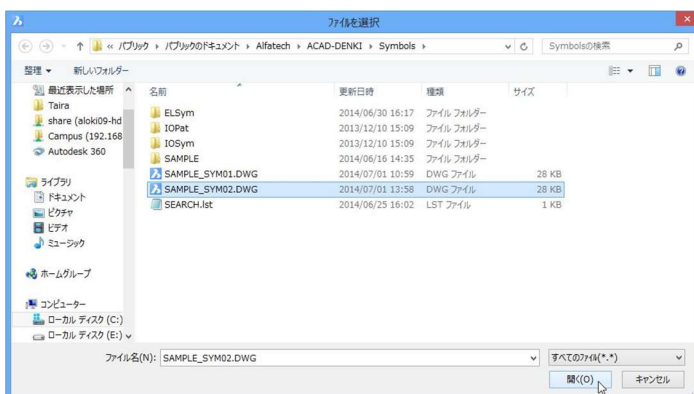 ファイルを選択
« パブリック ▸ パブリックのドキュメント ▸ Alfatech ▸ ACAD-DENKI ▸ Symbols ▸
Symbolsの検索
整理 ▼ 新しいフォルダー
最近表示した場所
Taira
share (aloki09-hd
Campus (192.168
Autodesk 360
ライブラリ
ドキュメント
ピクチャ
ビデオ
ミュージック
ホームグループ
コンピューター
ローカル ディスク (C:)
ローカル ディスク (E:)
名前 更新日時 種類 サイズ
ELSym 2014/06/30 16:17 ファイル フォルダー
IOPat 2013/12/10 15:09 ファイル フォルダー
IOSym 2013/12/10 15:09 ファイル フォルダー
SAMPLE 2014/06/16 14:35 ファイル フォルダー
SAMPLE_SYM01.DWG 2014/07/01 10:59 DWG ファイル 28 KB
SAMPLE_SYM02.DWG 2014/07/01 13:58 DWG ファイル 28 KB
SEARCH.lst 2014/06/25 16:02 LST ファイル 1 KB
ファイル名(N): SAMPLE_SYM02.DWG
すべてのファイル(*.*)
開く(O) キャンセル